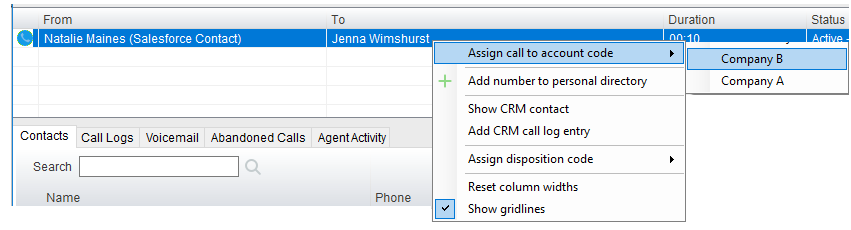 From To Duration Status
Natalie Maines (Salesforce Contact) Jenna Wimshurst 00:10 Active -
Assign call to account code
Company B
Company A
Add number to personal directory
Show CRM contact
Add CRM call log entry
Assign disposition code
Reset column widths
Show gridlines
Contacts Call Logs Voicemail Abandoned Calls Agent Activity
Search
Name Phone